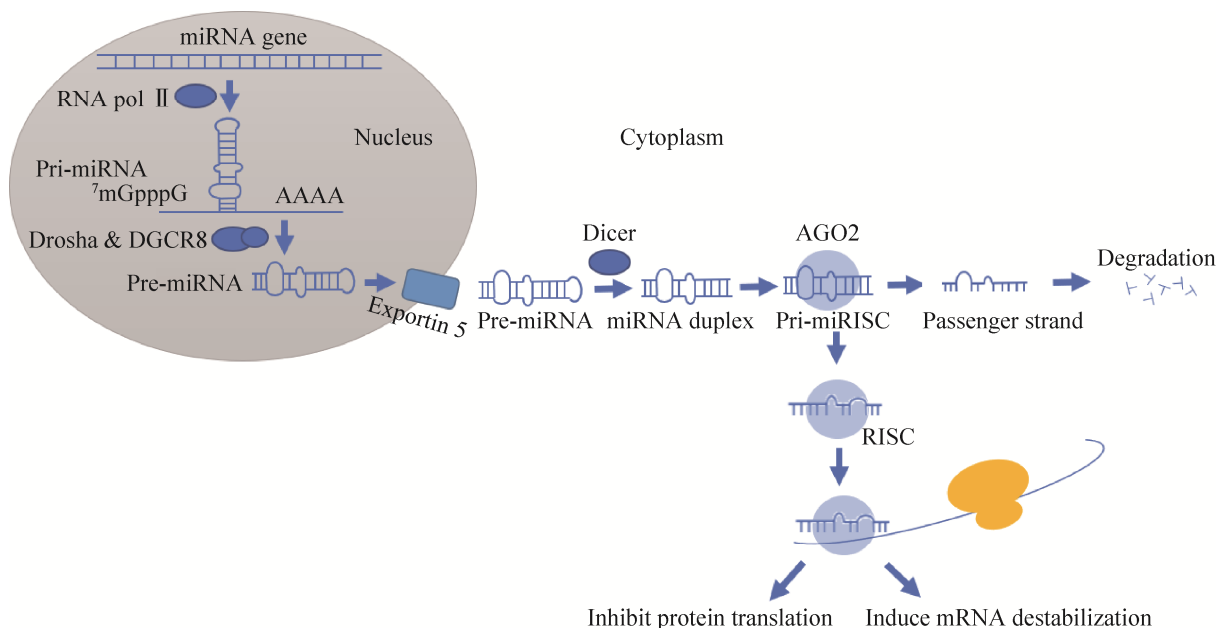 miRNA gene
RNA pol Ⅱ
Nucleus
Cytoplasm
Pri-miRNA
⁷mGpppG
AAAA
Drosha & DGCR8
Pre-miRNA
Exportin 5
Dicer
AGO2
Degradation
Pre-miRNA
miRNA duplex
Pri-miRISC
Passenger strand
RISC
Inhibit protein translation
Induce mRNA destabilization